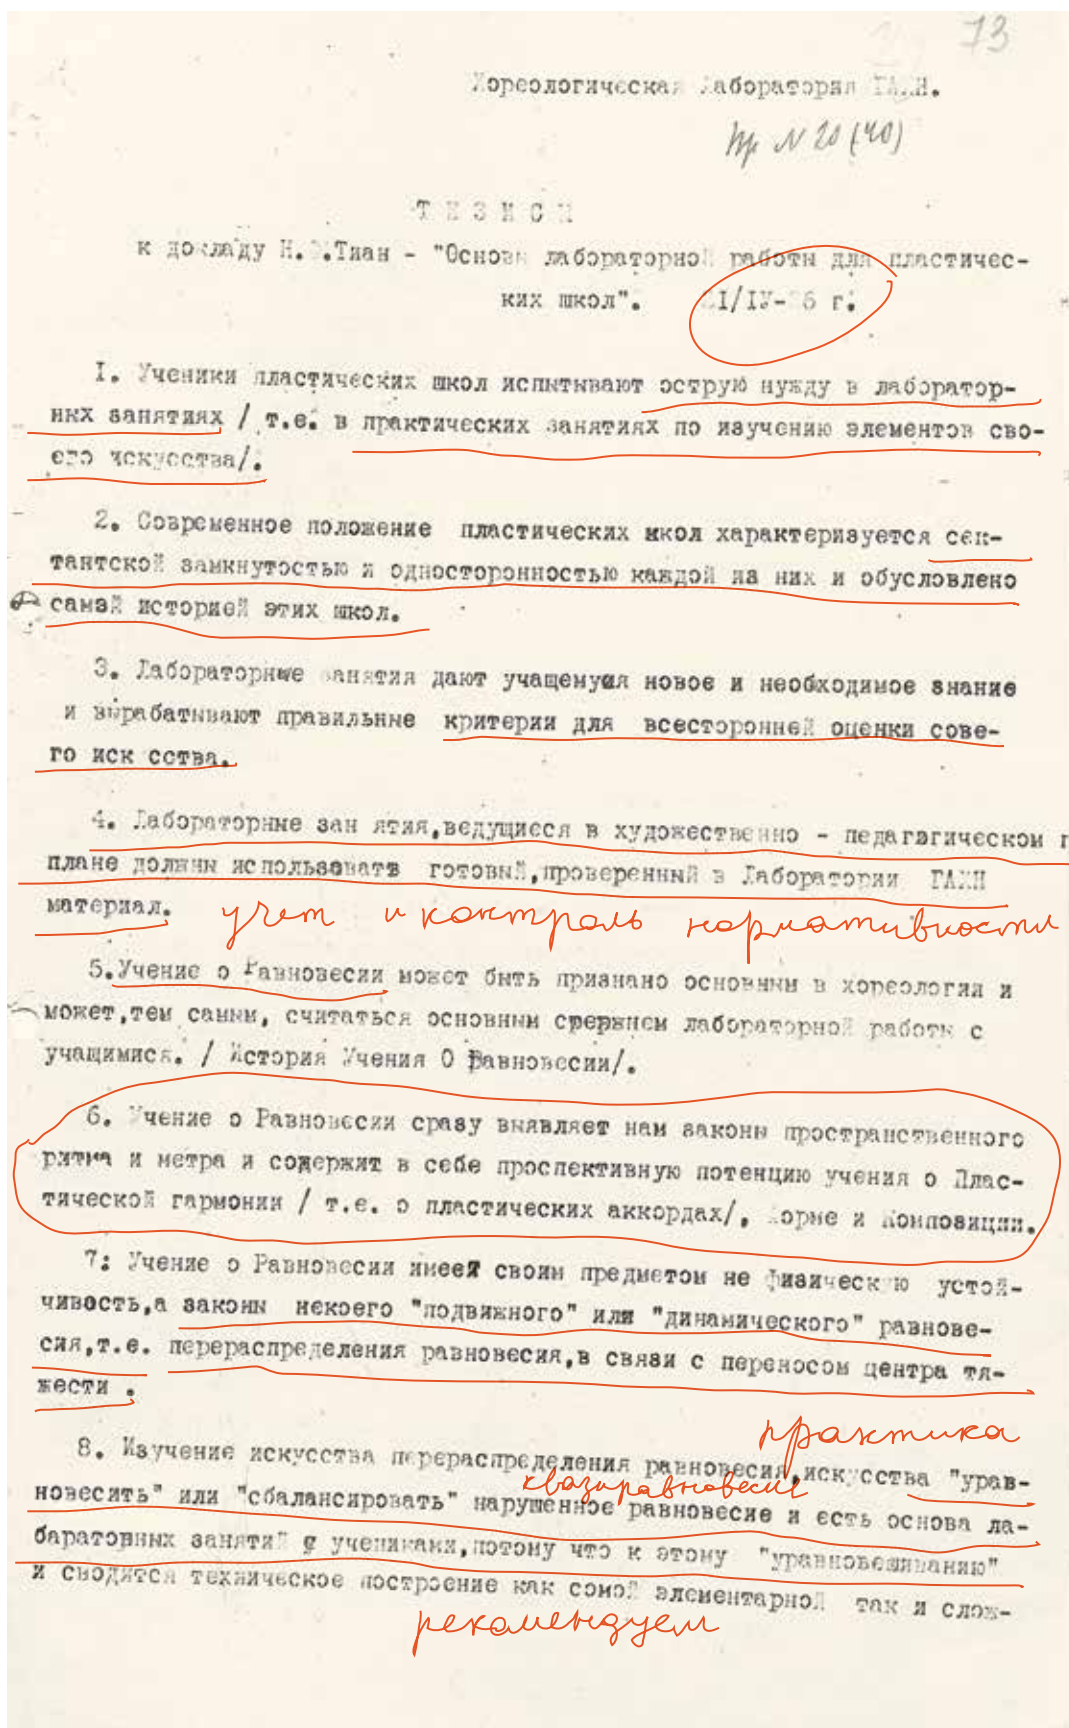 73
Хореологическая Лаборатория ГАХН.
пр N 20 (40)
ТЕЗИСЫ
к докладу Н.Тиан - "Основы лабораторной работы для пластичес-
ких школ". I/IУ-26 г.
I. Ученики пластических школ испытывают острую нужду в лаборатор-
ных занятиях / т.е. в практических занятиях по изучению элементов сво-
его искусства/.
2. Современное положение пластических школ характеризуется сек-
тантской замкнутостью и односторонностью каждой из них и обусловлено
самай историей этих школ.
3. Лабораторные занятия дают учащемуся новое и необходимое знание
и вырабатывают правильные критерии для всесторонней оценки сове-
го иск сства.
4. Лабораторные зан ятия,ведущиеся в художественно - педагагическом п
плане должны использовать готовый,проверенный в Лаборатории ГАХН
материал.
учет и контроль нормативности
5.Учение о Равновесии может быть признано основным в хореологии и
может,тем самым, считаться основным стержнем лабораторной работы с
учащимися. / История Учения О Равновесии/.
6. Учение о Равновесии сразу выявляет нам законы пространственного
ритма и метра и содержит в себе проспективную потенцию учения о Плас-
тической гармонии / т.е. о пластических аккордах/, Форме и Композиции.
7: Учение о Равновесии имеет своим предметом не физическую устой-
чивость,а законы некоего "подвижного" или "динамического" равнове-
сия,т.е. перераспределения равновесия,в связи с переносом центра тя-
жести .
практика
8. Изучение искусства перераспределения равновесия,искусства "урав-
квазиравновесие
новесить" или "сбалансировать" нарушенное равновесие и есть основа ла-
баратовных занятий с учениками,потому что к этому "уравновешиванию"
и сводятся техническое построение как сомой элементарной так и слож-
рекомендуем